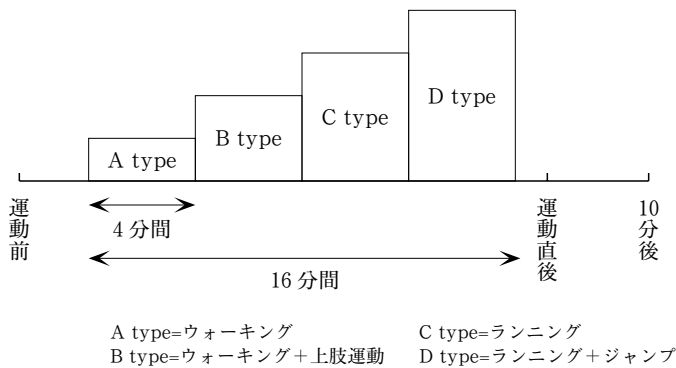 D type
C type
B type
A type
運動前
4分間
運動直後
10分後
16分間
A type=ウォーキング
C type=ランニング
B type=ウォーキング+上肢運動
D type=ランニング+ジャンプ